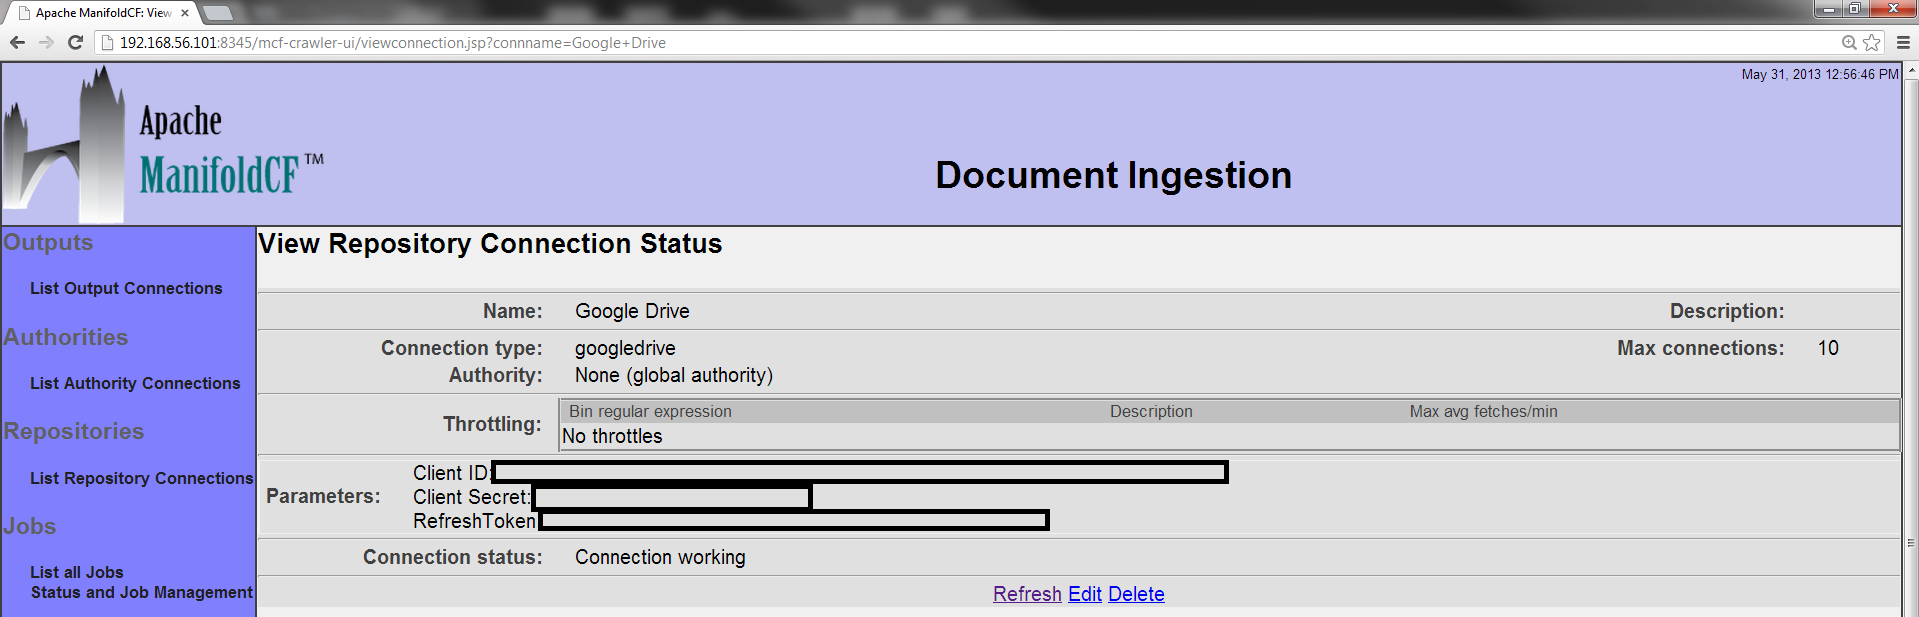 Apache ManifoldCF: View
192.168.56.101:8345/mcf-crawler-ui/viewconnection.jsp?connname=Google+Drive
May 31, 2013 12:56:46 PM
Apache
ManifoldCF™
Document Ingestion
Outputs
List Output Connections
Authorities
List Authority Connections
Repositories
List Repository Connections
Jobs
List all Jobs
Status and Job Management
View Repository Connection Status
Name: Google Drive Description:
Connection type: googledrive Max connections: 10
Authority: None (global authority)
Throttling: Bin regular expression Description Max avg fetches/min
No throttles
Parameters:
Client ID:
Client Secret:
RefreshToken
Connection status: Connection working
Refresh Edit Delete